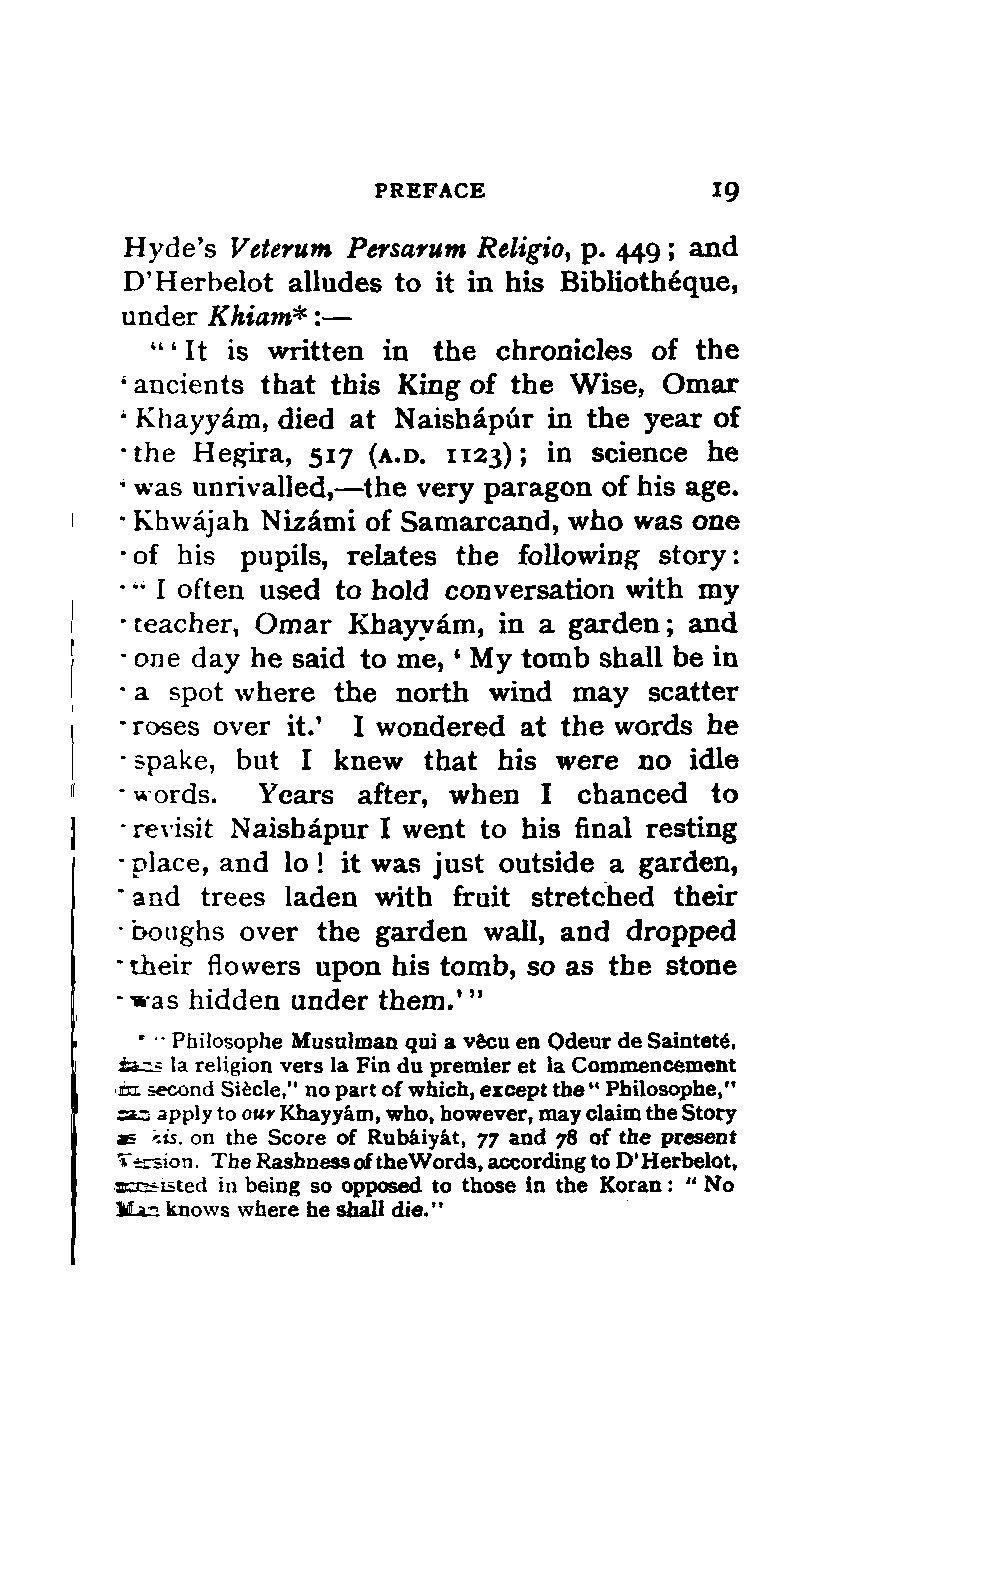 PREFACE 19
Hyde's Veterum Persarum Religio, p. 449; and
D'Herbelot alludes to it in his Bibliothéque,
under Khiam* :—
"'It is written in the chronicles of the
'ancients that this King of the Wise, Omar
'Khayyám, died at Naishápúr in the year of
'the Hegira, 517 (A.D. 1123); in science he
'was unrivalled,—the very paragon of his age.
'Khwájah Nizámi of Samarcand, who was one
'of his pupils, relates the following story:
'"I often used to hold conversation with my
'teacher, Omar Khayyám, in a garden; and
'one day he said to me, 'My tomb shall be in
'a spot where the north wind may scatter
'roses over it.' I wondered at the words he
'spake, but I knew that his were no idle
'words. Years after, when I chanced to
'revisit Naishápur I went to his final resting
'place, and lo! it was just outside a garden,
'and trees laden with fruit stretched their
'boughs over the garden wall, and dropped
'their flowers upon his tomb, so as the stone
'was hidden under them.'"
* "Philosophe Musulman qui a vêcu en Odeur de Sainteté,
dans la religion vers la Fin du premier et la Commencement
du second Siècle," no part of which, except the "Philosophe,"
can apply to our Khayyám, who, however, may claim the Story
as his, on the Score of Rubáiyát, 77 and 78 of the present
Version. The Rashness of the Words, according to D'Herbelot,
consisted in being so opposed to those in the Koran: "No
Man knows where he shall die."